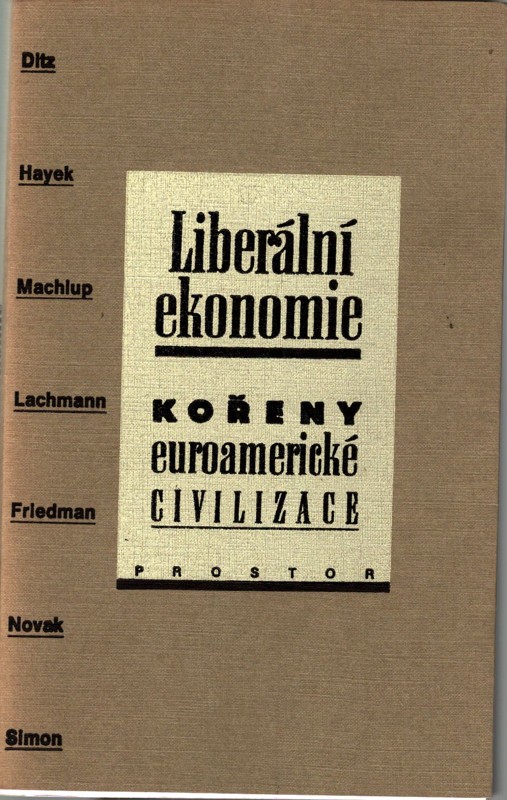 Ditz
Hayek
Machlup
Lachmann
Friedman
Novak
Simon
Liberální
ekonomie
KOŘENY
euroamerické
CIVILIZACE
PROSTOR